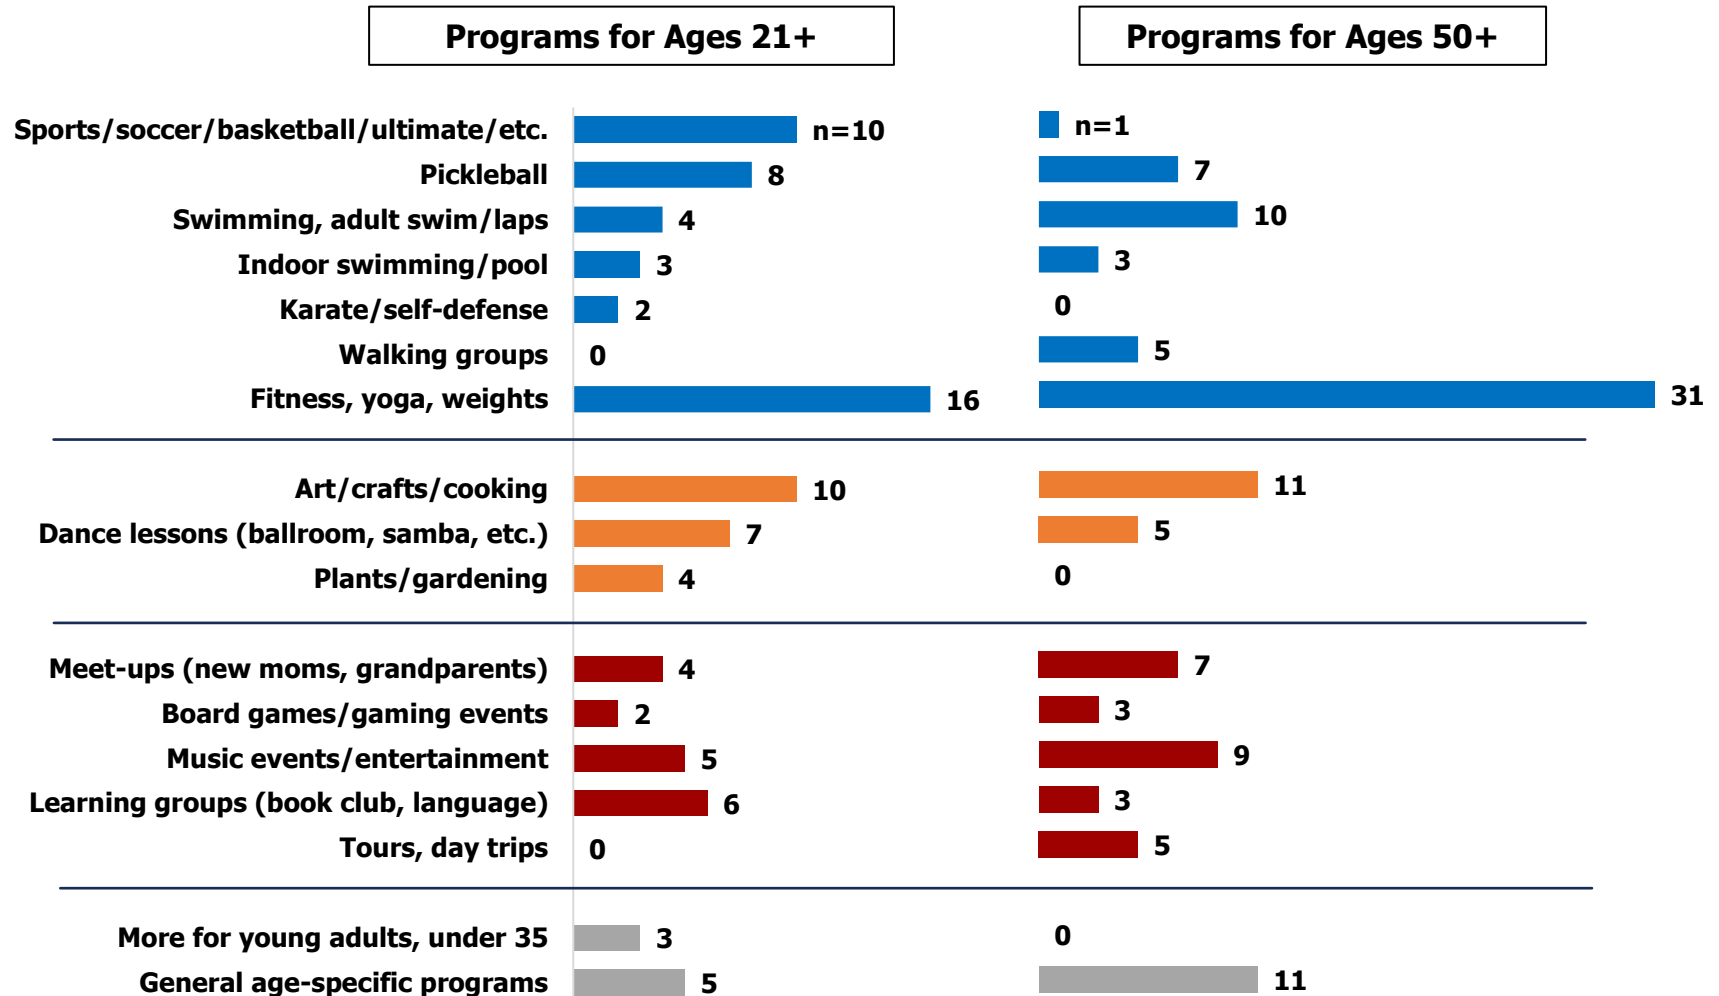 Programs for Ages 21+ Programs for Ages 50+
Sports/soccer/basketball/ultimate/etc. n=10 n=1
Pickleball 8 7
Swimming, adult swim/laps 4 10
Indoor swimming/pool 3 3
Karate/self-defense 2 0
Walking groups 0 5
Fitness, yoga, weights 16 31
Art/crafts/cooking 10 11
Dance lessons (ballroom, samba, etc.) 7 5
Plants/gardening 4 0
Meet-ups (new moms, grandparents) 4 7
Board games/gaming events 2 3
Music events/entertainment 5 9
Learning groups (book club, language) 6 3
Tours, day trips 0 5
More for young adults, under 35 3 0
General age-specific programs 5 11